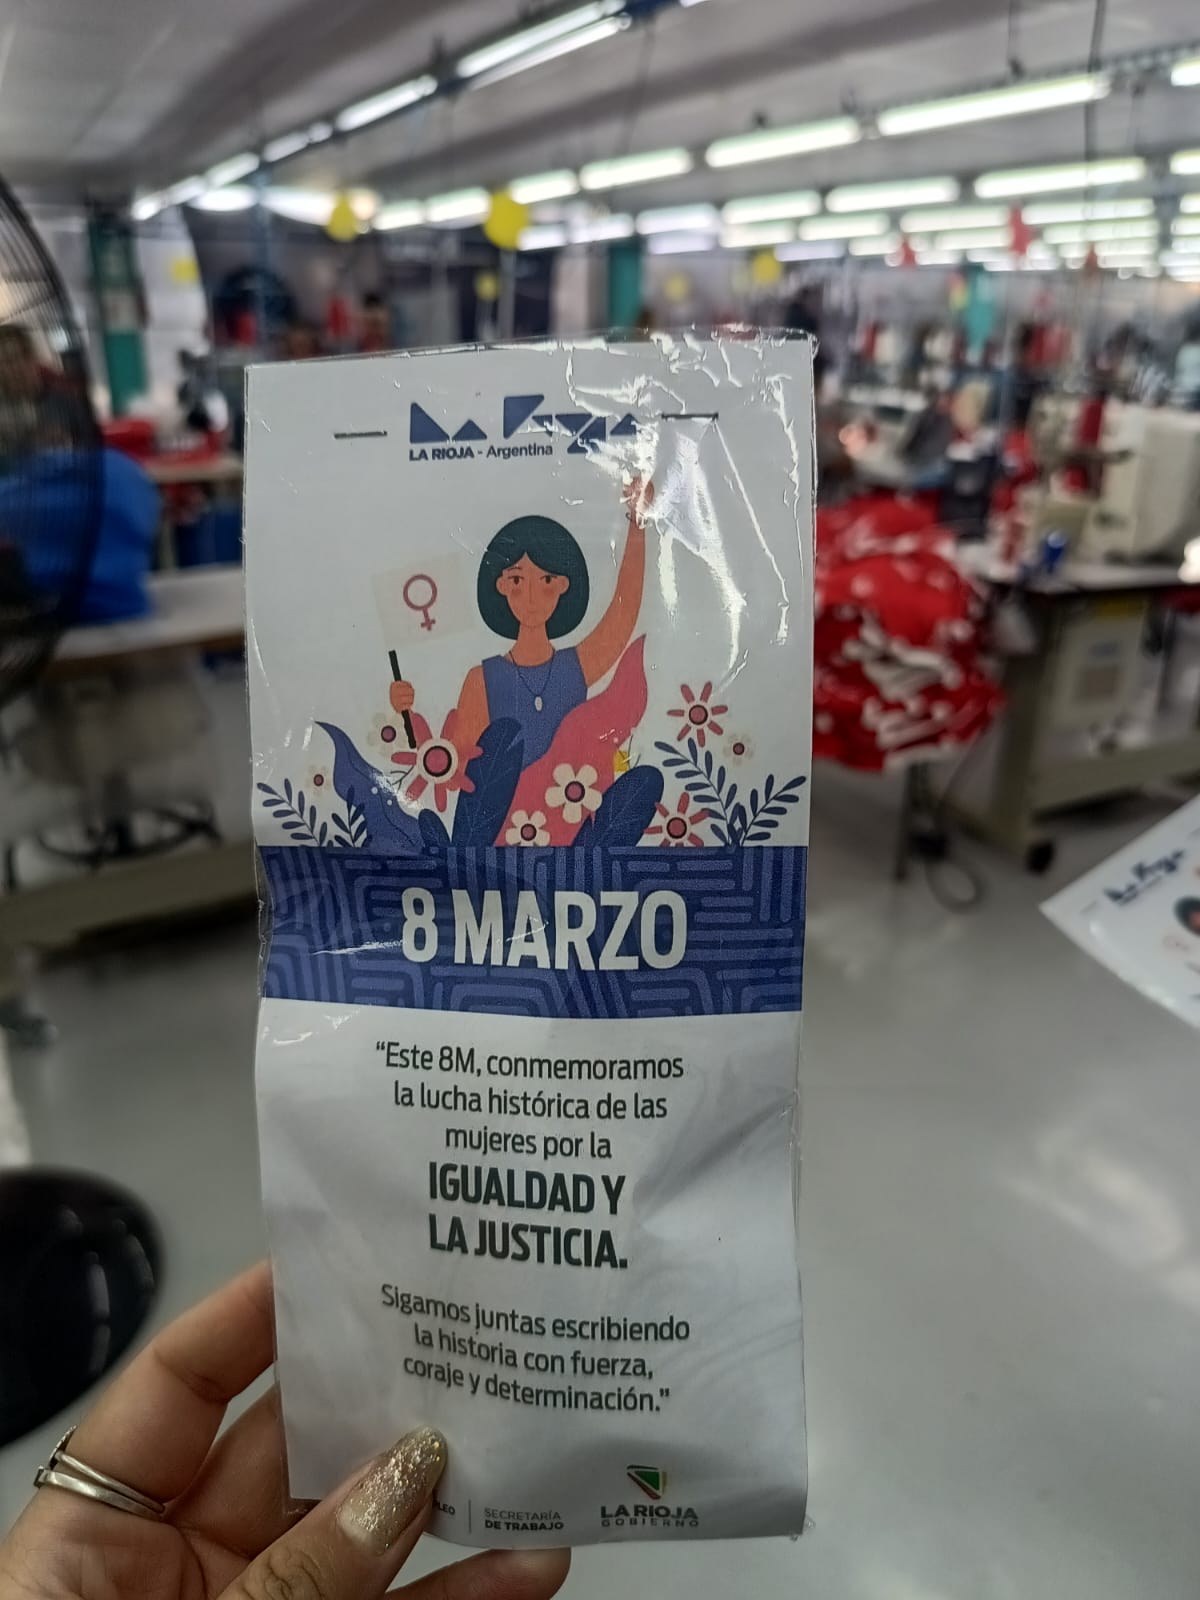 LA RIOJA - Argentina
8 MARZO
“Este 8M, conmemoramos
la lucha histórica de las
mujeres por la
IGUALDAD Y
LA JUSTICIA.
Sigamos juntas escribiendo
la historia con fuerza,
coraje y determinación.”
SECRETARÍA
DE TRABAJO
LA RIOJA
GOBIERNO